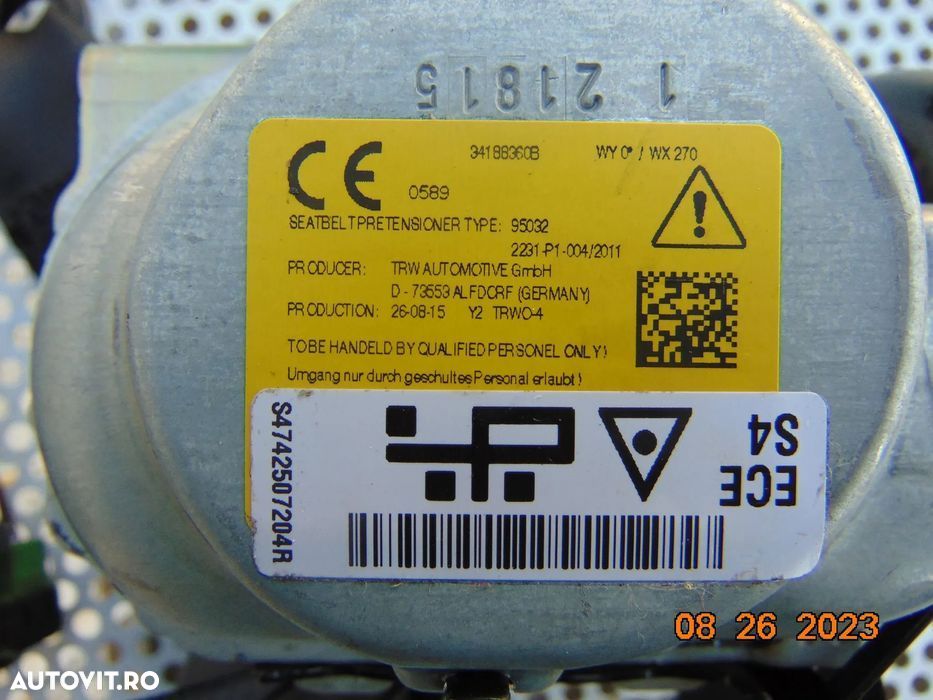 1 21815
CE 0589
34188360B WY 0* / WX 270
SEATBELT PRETENSIONER TYPE: 95032
2231-P1-004/2011
PRODUCER: TRW AUTOMOTIVE GmbH
D - 73553 ALFDORF (GERMANY)
PRODUCTION: 26-08-15 Y2 TRWO-4
TO BE HANDELD BY QUALIFIED PERSONEL ONLY!
Umgang nur durch geschultes Personal erlaubt!
S4742507204R
ECE
S4
08 26 2023
AUTOVIT.RO